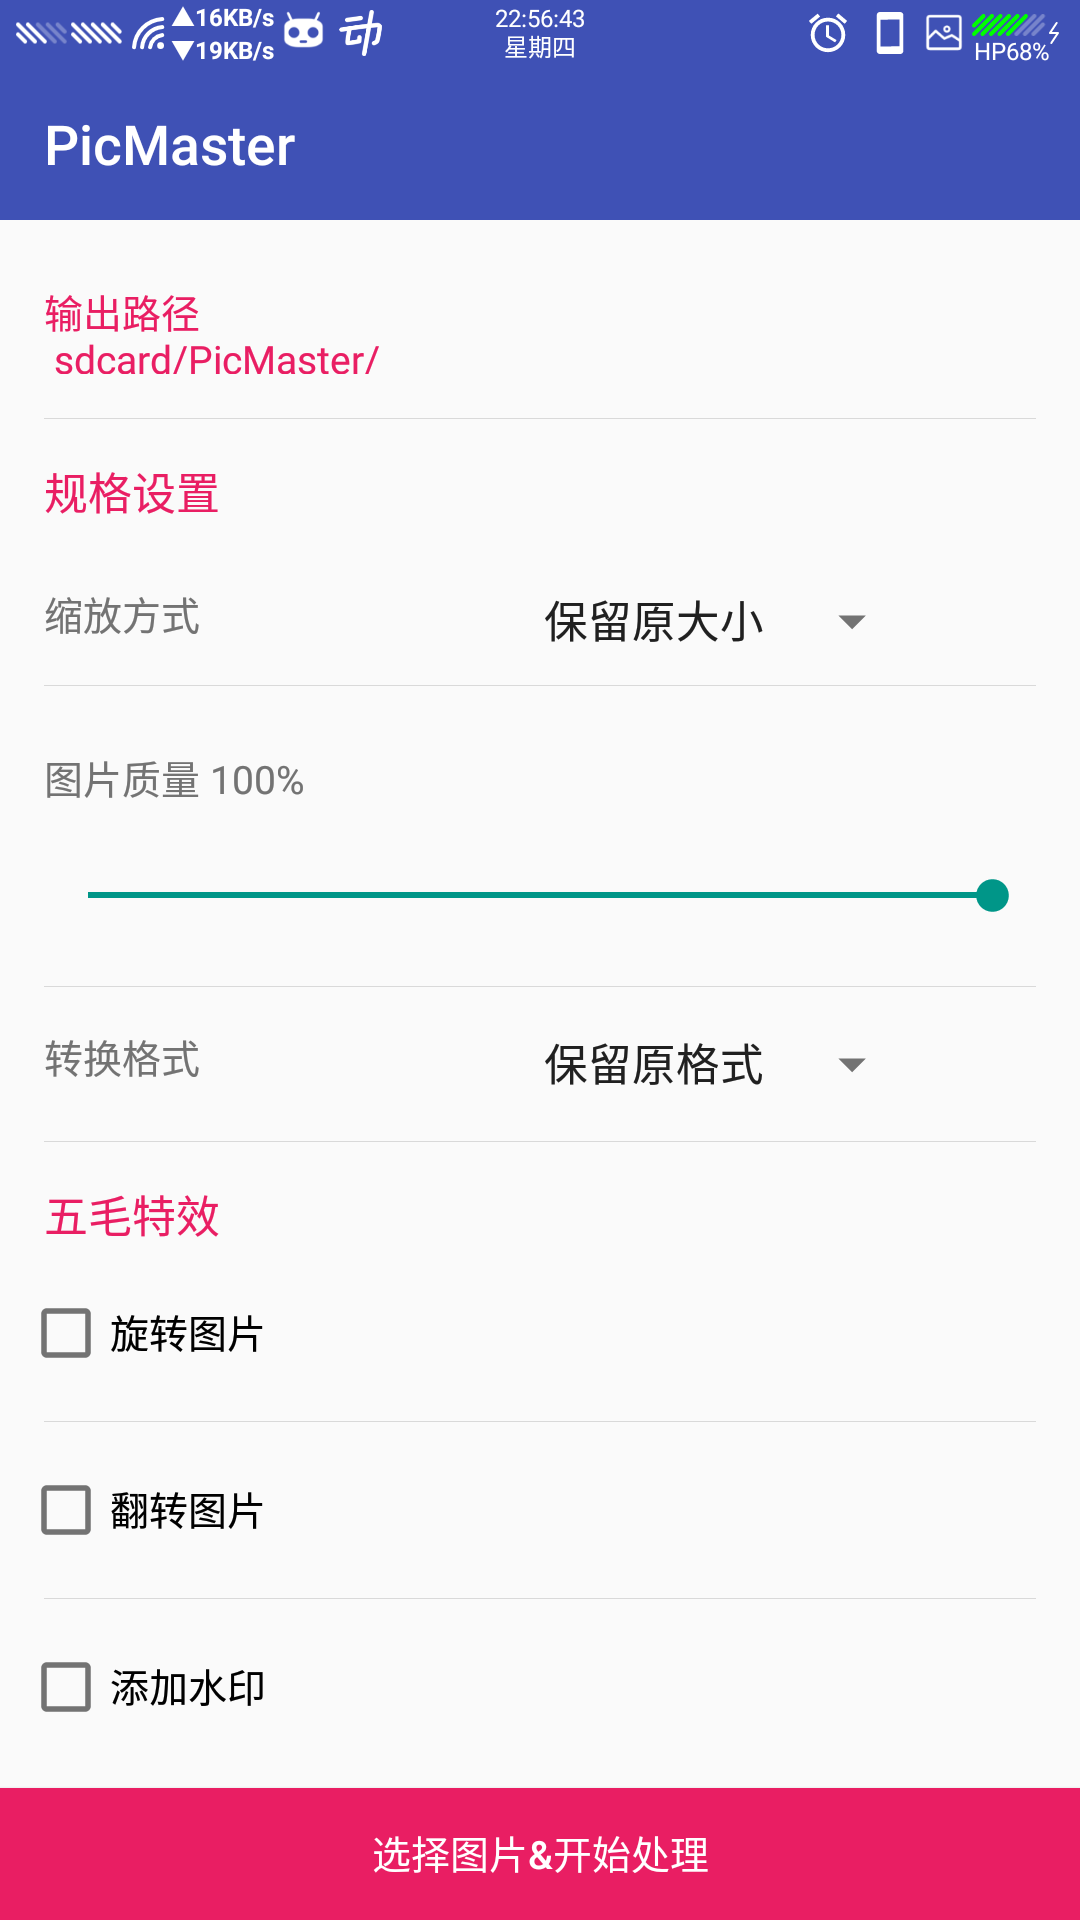 16KB/s
19KB/s
动
22:56:43
星期四
HP68%
PicMaster
输出路径
sdcard/PicMaster/
规格设置
缩放方式
保留原大小
图片质量 100%
转换格式
保留原格式
五毛特效
旋转图片
翻转图片
添加水印
选择图片&开始处理